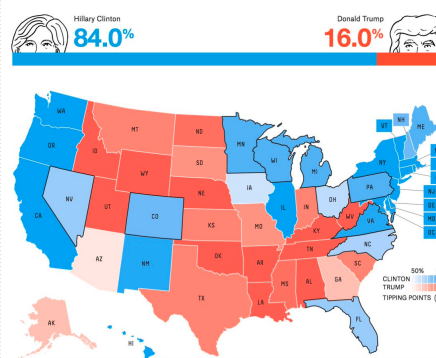 Hillary Clinton
84.0%
Donald Trump
16.0%
WA
OR
CA
NV
ID
MT
WY
UT
AZ
CO
NM
ND
SD
NE
KS
OK
TX
MN
IA
MO
AR
LA
WI
IL
MI
IN
OH
KY
TN
MS
AL
GA
FL
SC
NC
VA
WV
PA
NY
VT
NH
ME
NJ
DE
AK
HI
50%
CLINTON
TRUMP
TIPPING POINTS (